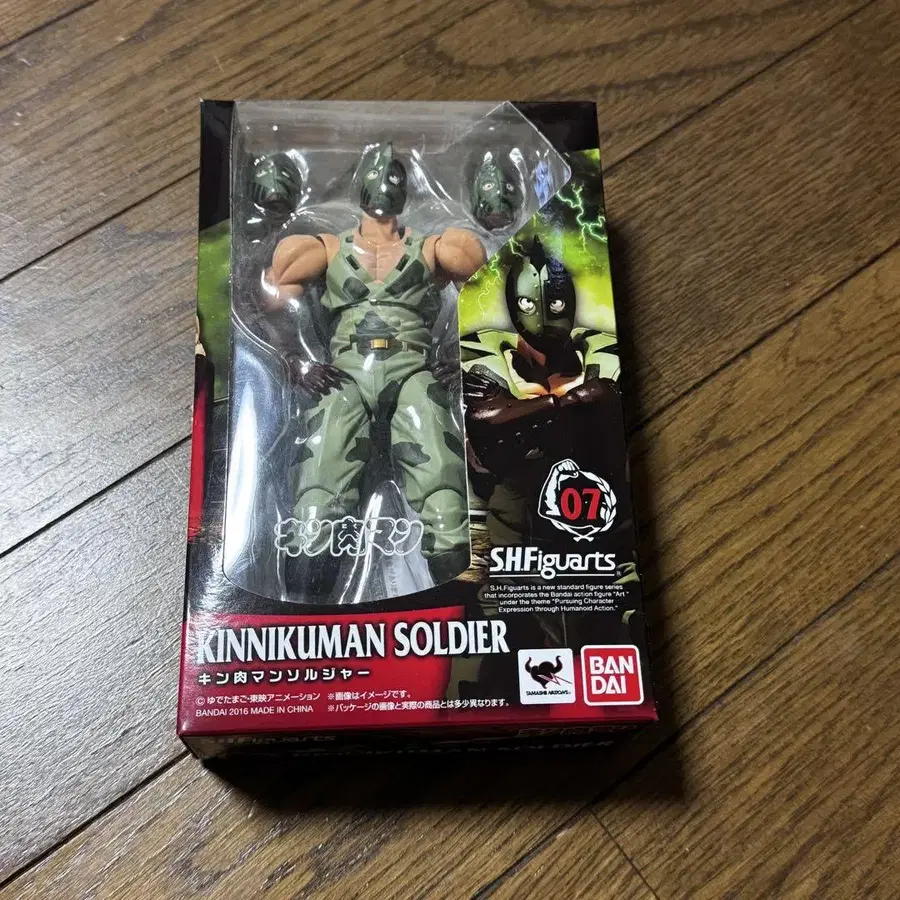 キン肉マン
07
S.H.Figuarts
S.H.Figuarts is a new standard figure series
that incorporates the Bandai action figure "Art"
under the theme "Pursuing Character
Expression through Humanoid Action."
KINNIKUMAN SOLDIER
キン肉マンソルジャー
©ゆでたまご・東映アニメーション ※画像はイメージです。
BANDAI 2016 MADE IN CHINA ※パッケージの画像と実際の商品とは多少異なります。
TAMASHII NATIONS
BAN
DAI
S.H.Figuarts
SOLDIER